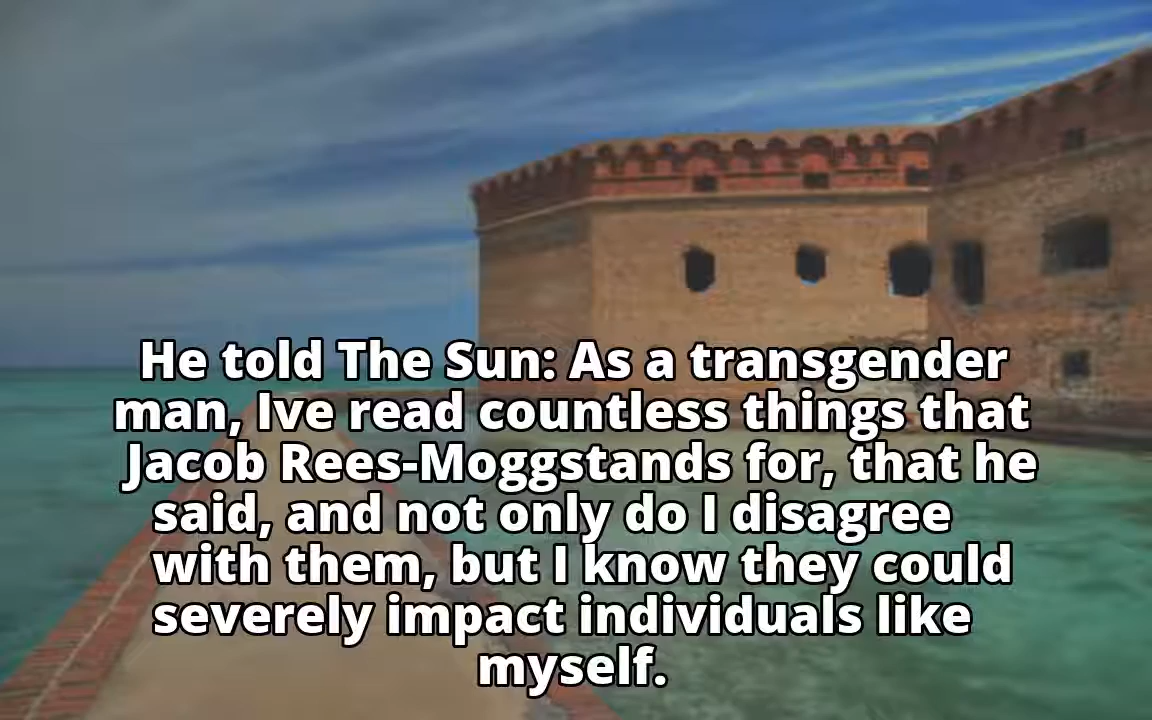 He told The Sun: As a transgender
man, Ive read countless things that
Jacob Rees-Moggstands for, that he
said, and not only do I disagree
with them, but I know they could
severely impact individuals like
myself.